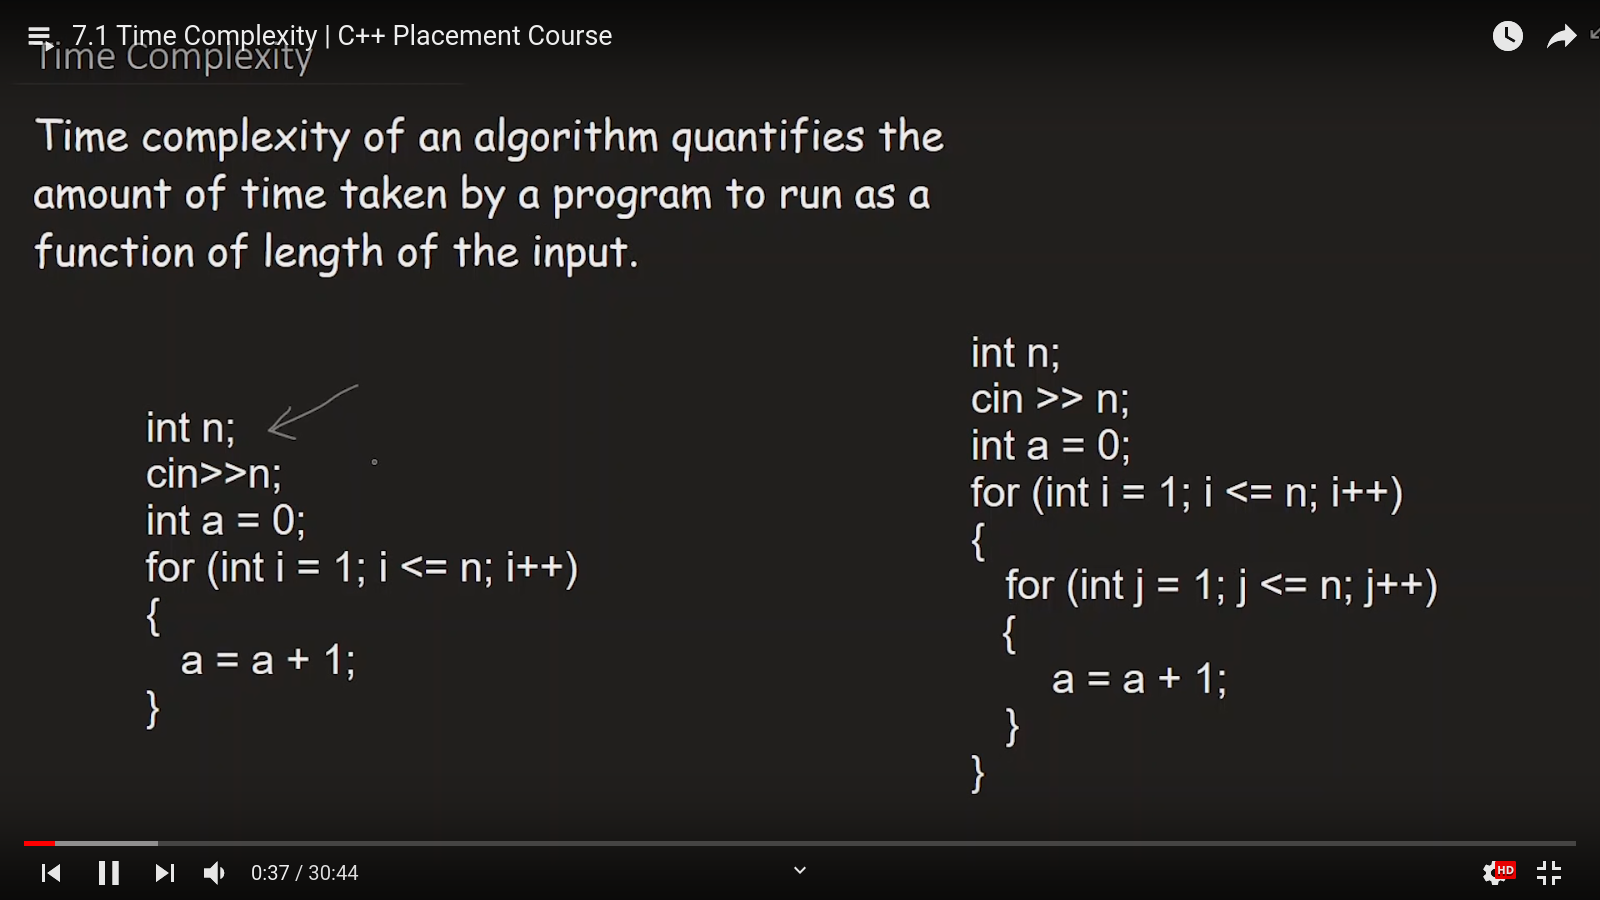 7.1 Time Complexity | C++ Placement Course
Time Complexity
Time complexity of an algorithm quantifies the
amount of time taken by a program to run as a
function of length of the input.
int n;
cin>>n;
int a = 0;
for (int i = 1; i <= n; i++)
{
a = a + 1;
}
int n;
cin >> n;
int a = 0;
for (int i = 1; i <= n; i++)
{
for (int j = 1; j <= n; j++)
{
a = a + 1;
}
}
0:37 / 30:44
HD